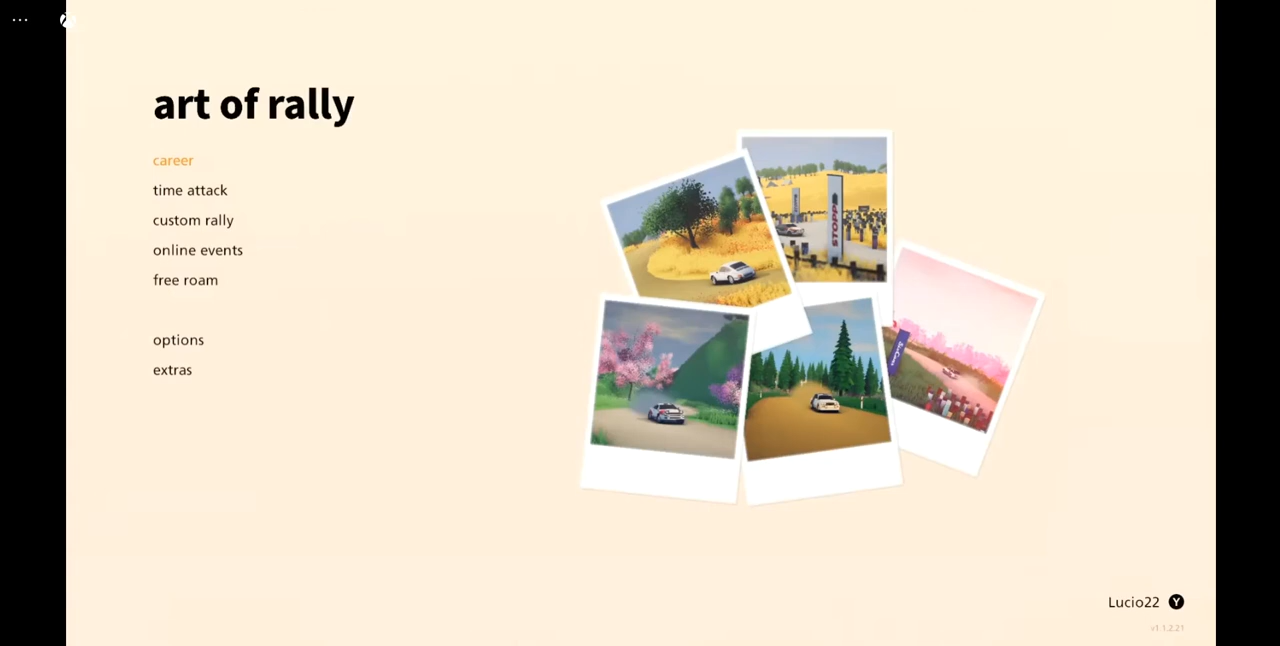 art of rally
career
time attack
custom rally
online events
free roam
options
extras
STOPP
Lucio22 Y
v1.1.2.21